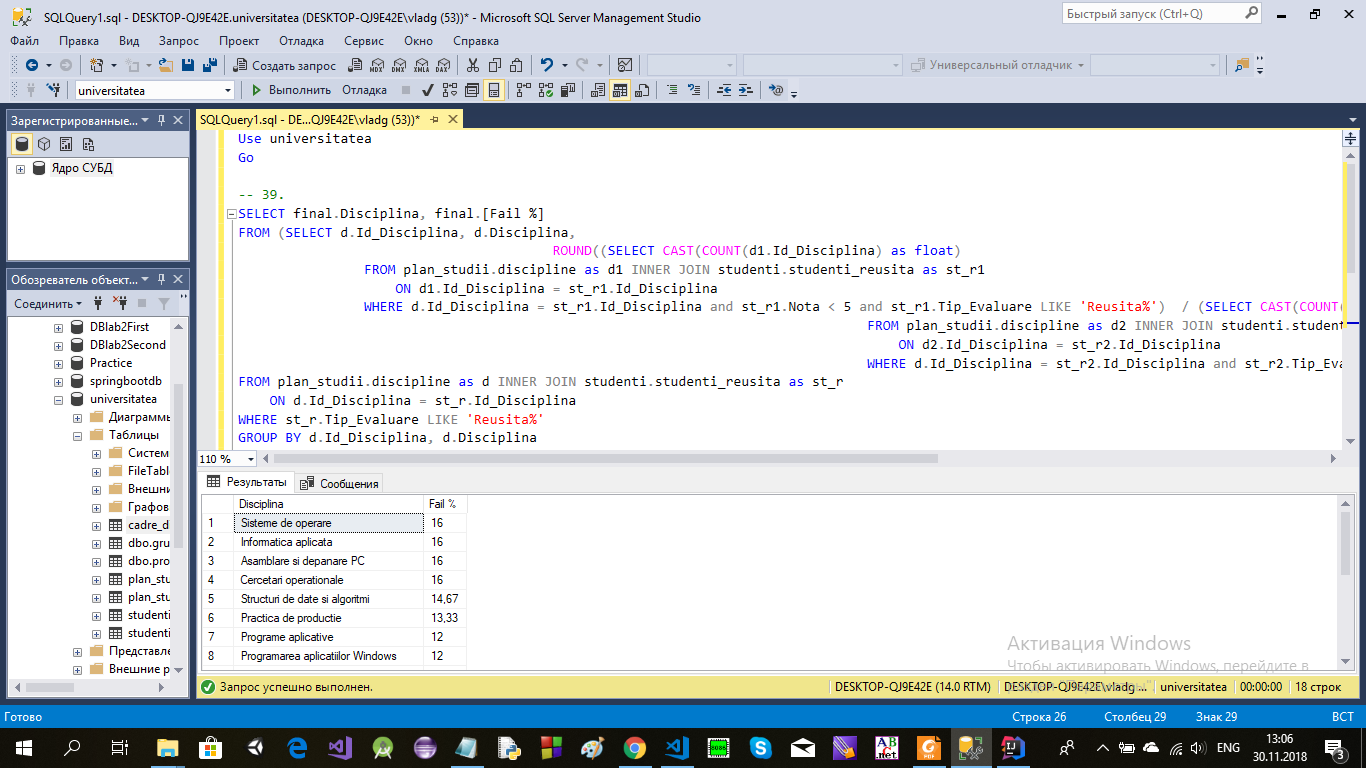 SQLQuery1.sql - DESKTOP-QJ9E42E.universitatea (DESKTOP-QJ9E42E\vladg (53))* - Microsoft SQL Server Management Studio
Быстрый запуск (Ctrl+Q)
Файл Правка Вид Запрос Проект Отладка Сервис Окно Справка
Создать запрос MDX DMX XMLA DAX Универсальный отладчик
universitatea Выполнить Отладка
Зарегистрированные...
Ядро СУБД
Обозреватель объект...
Соединить
DBlab2First
DBLab2Second
Practice
springbootdb
universitatea
Диаграммы
Таблицы
Систем
FileTabl
Внешни
Графов
cadre_d
dbo.gru
dbo.pro
plan_stu
plan_stu
studenti
studenti
Представле
Внешние р
SQLQuery1.sql - DE...QJ9E42E\vladg (53))*
Use universitatea
Go
-- 39.
SELECT final.Disciplina, final.[Fail %]
FROM (SELECT d.Id_Disciplina, d.Disciplina,
ROUND((SELECT CAST(COUNT(d1.Id_Disciplina) as float)
FROM plan_studii.discipline as d1 INNER JOIN studenti.studenti_reusita as st_r1
ON d1.Id_Disciplina = st_r1.Id_Disciplina
WHERE d.Id_Disciplina = st_r1.Id_Disciplina and st_r1.Nota < 5 and st_r1.Tip_Evaluare LIKE 'Reusita%') / (SELECT CAST(COUNT(
FROM plan_studii.discipline as d2 INNER JOIN studenti.student
ON d2.Id_Disciplina = st_r2.Id_Disciplina
WHERE d.Id_Disciplina = st_r2.Id_Disciplina and st_r2.Tip_Eva
FROM plan_studii.discipline as d INNER JOIN studenti.studenti_reusita as st_r
ON d.Id_Disciplina = st_r.Id_Disciplina
WHERE st_r.Tip_Evaluare LIKE 'Reusita%'
GROUP BY d.Id_Disciplina, d.Disciplina
110 %
Результаты Сообщения
Disciplina Fail %
1 Sisteme de operare 16
2 Informatica aplicata 16
3 Asamblare si depanare PC 16
4 Cercetari operationale 16
5 Structuri de date si algoritmi 14,67
6 Practica de productie 13,33
7 Programe aplicative 12
8 Programarea aplicatiilor Windows 12
Активация Windows
Чтобы активировать Windows, перейдите в
Запрос успешно выполнен. DESKTOP-QJ9E42E (14.0 RTM) DESKTOP-QJ9E42E\vladg ... universitatea 00:00:00 18 строк
Готово Строка 26 Столбец 29 Знак 29 ВСТ
ENG
13:06
30.11.2018
3